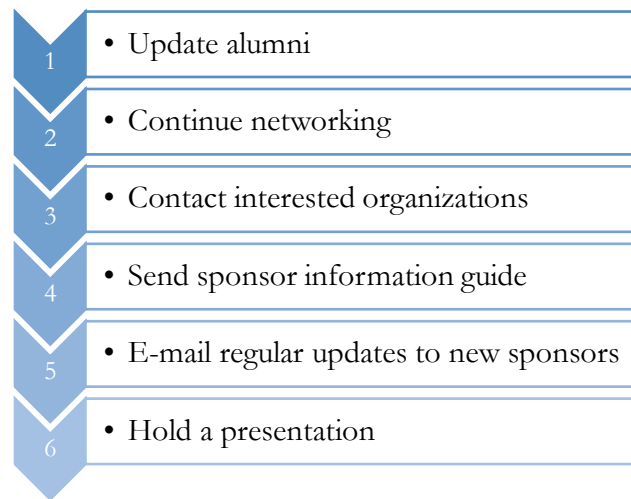 1
• Update alumni
2
• Continue networking
3
• Contact interested organizations
4
• Send sponsor information guide
5
• E-mail regular updates to new sponsors
6
• Hold a presentation